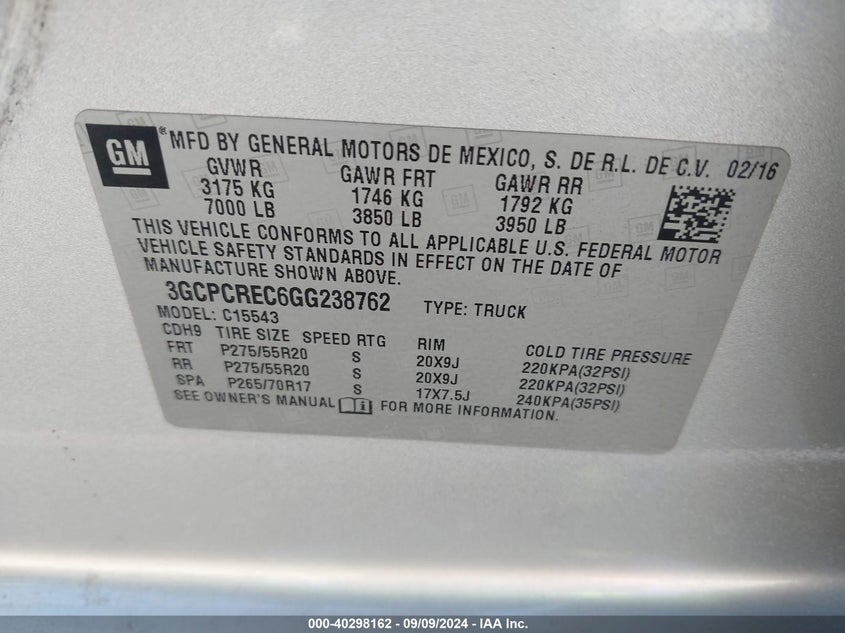 GM ® MFD BY GENERAL MOTORS DE MEXICO, S. DE R.L. DE C.V. 02/16
GVWR GAWR FRT GAWR RR
3175 KG 1746 KG 1792 KG
7000 LB 3850 LB 3950 LB
THIS VEHICLE CONFORMS TO ALL APPLICABLE U.S. FEDERAL MOTOR
VEHICLE SAFETY STANDARDS IN EFFECT ON THE DATE OF
MANUFACTURE SHOWN ABOVE.
3GCPCREC6GG238762 TYPE: TRUCK
MODEL: C15543
CDH9 TIRE SIZE SPEED RTG RIM COLD TIRE PRESSURE
FRT P275/55R20 S 20X9J 220KPA(32PSI)
RR P275/55R20 S 20X9J 220KPA(32PSI)
SPA P265/70R17 S 17X7.5J 240KPA(35PSI)
SEE OWNER'S MANUAL FOR MORE INFORMATION.
000-40298162 - 09/09/2024 - IAA Inc.